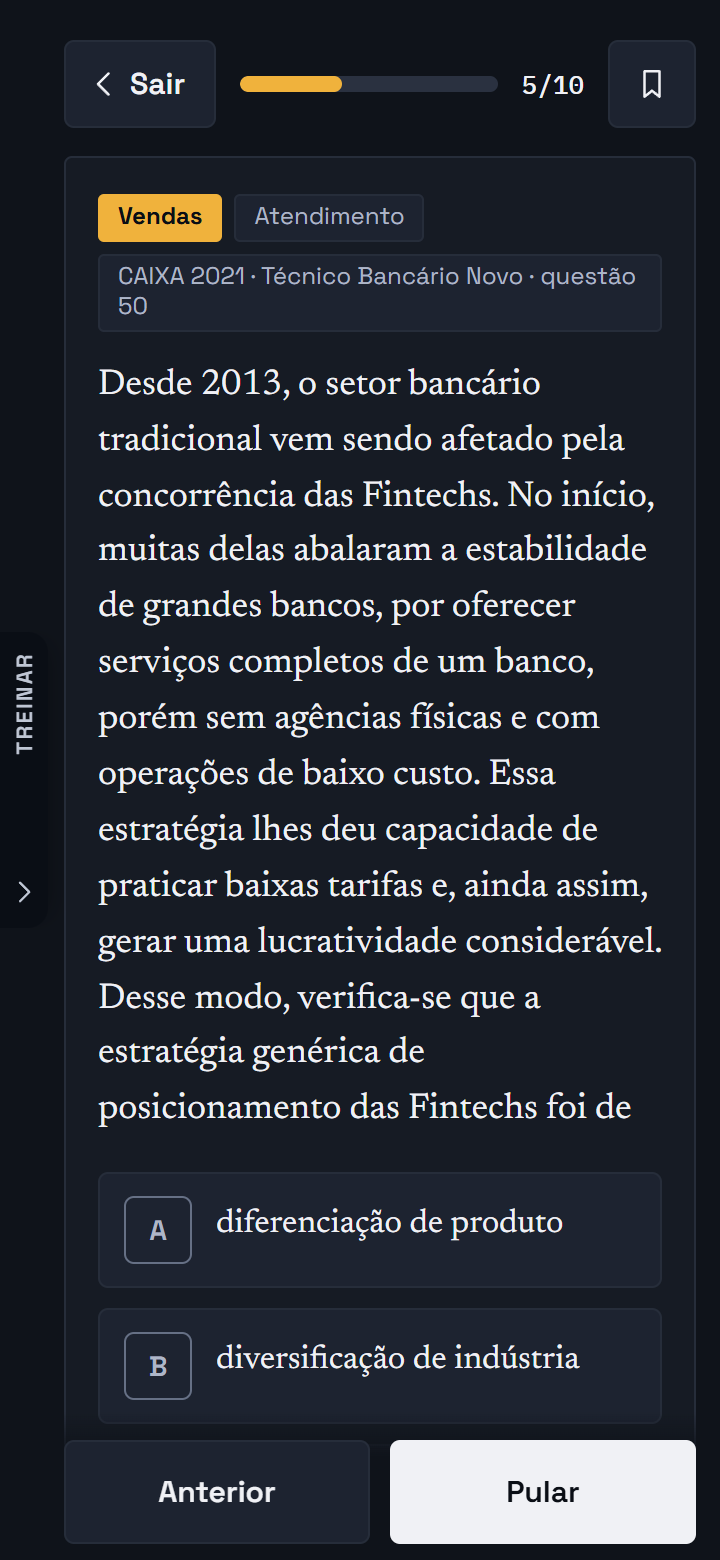 Sair
5/10
Vendas
Atendimento
CAIXA 2021 · Técnico Bancário Novo · questão
50
Desde 2013, o setor bancário
tradicional vem sendo afetado pela
concorrência das Fintechs. No início,
muitas delas abalaram a estabilidade
de grandes bancos, por oferecer
serviços completos de um banco,
porém sem agências físicas e com
operações de baixo custo. Essa
estratégia lhes deu capacidade de
praticar baixas tarifas e, ainda assim,
gerar uma lucratividade considerável.
Desse modo, verifica-se que a
estratégia genérica de
posicionamento das Fintechs foi de
TREINAR
A
diferenciação de produto
B
diversificação de indústria
Anterior
Pular